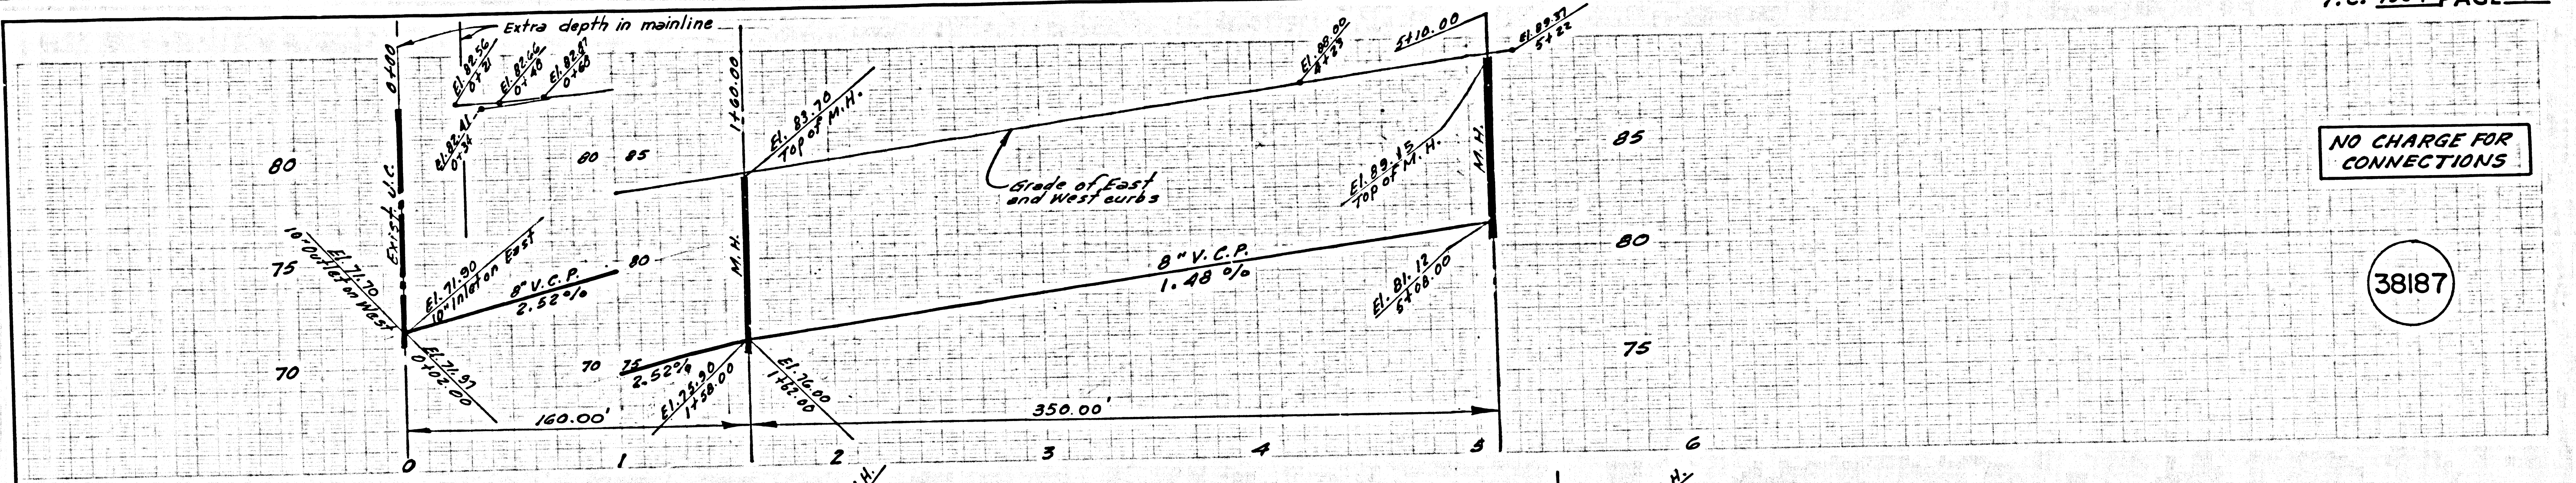 PAGE
Extra depth in mainline
0+00
El. 82.56
0+21
El. 82.66
0+40
El. 82.87
0+60
El. 82.41
0+34
1+60.00
El. 83.70
Top of M.H.
El. 88.00
4+23
5+10.00
El. 89.37
5+22
80
80
85
85
NO CHARGE FOR
CONNECTIONS
Exist. J.C.
M.H.
M.H.
Grade of East
and West curbs
El. 89.15
Top of M.H.
El. 71.70
10" Outlet on West
El. 71.90
10" Inlet on East
75
80
80
8" V.C.P.
2.52%
8" V.C.P.
1.48 %
El. 81.12
5+08.00
38187
El. 71.97
0+02.00
70
70
75
2.52%
El. 75.90
1+58.00
El. 76.00
1+62.00
75
160.00'
350.00'
0
1
2
3
4
5
6
H.
H.